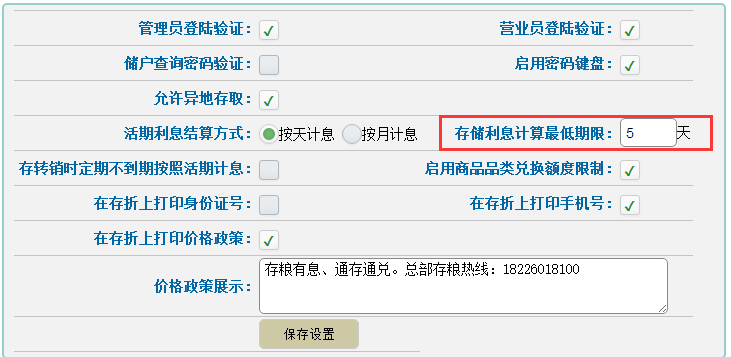 管理员登陆验证： 营业员登陆验证：
储户查询密码验证： 启用密码键盘：
允许异地存取：
活期利息结算方式： 按天计息 按月计息 存储利息计算最低期限： 5 天
存转销时定期不到期按照活期计息： 启用商品品类兑换额度限制：
在存折上打印身份证号： 在存折上打印手机号：
在存折上打印价格政策：
价格政策展示： 存粮有息、通存通兑。总部存粮热线：18226018100
保存设置